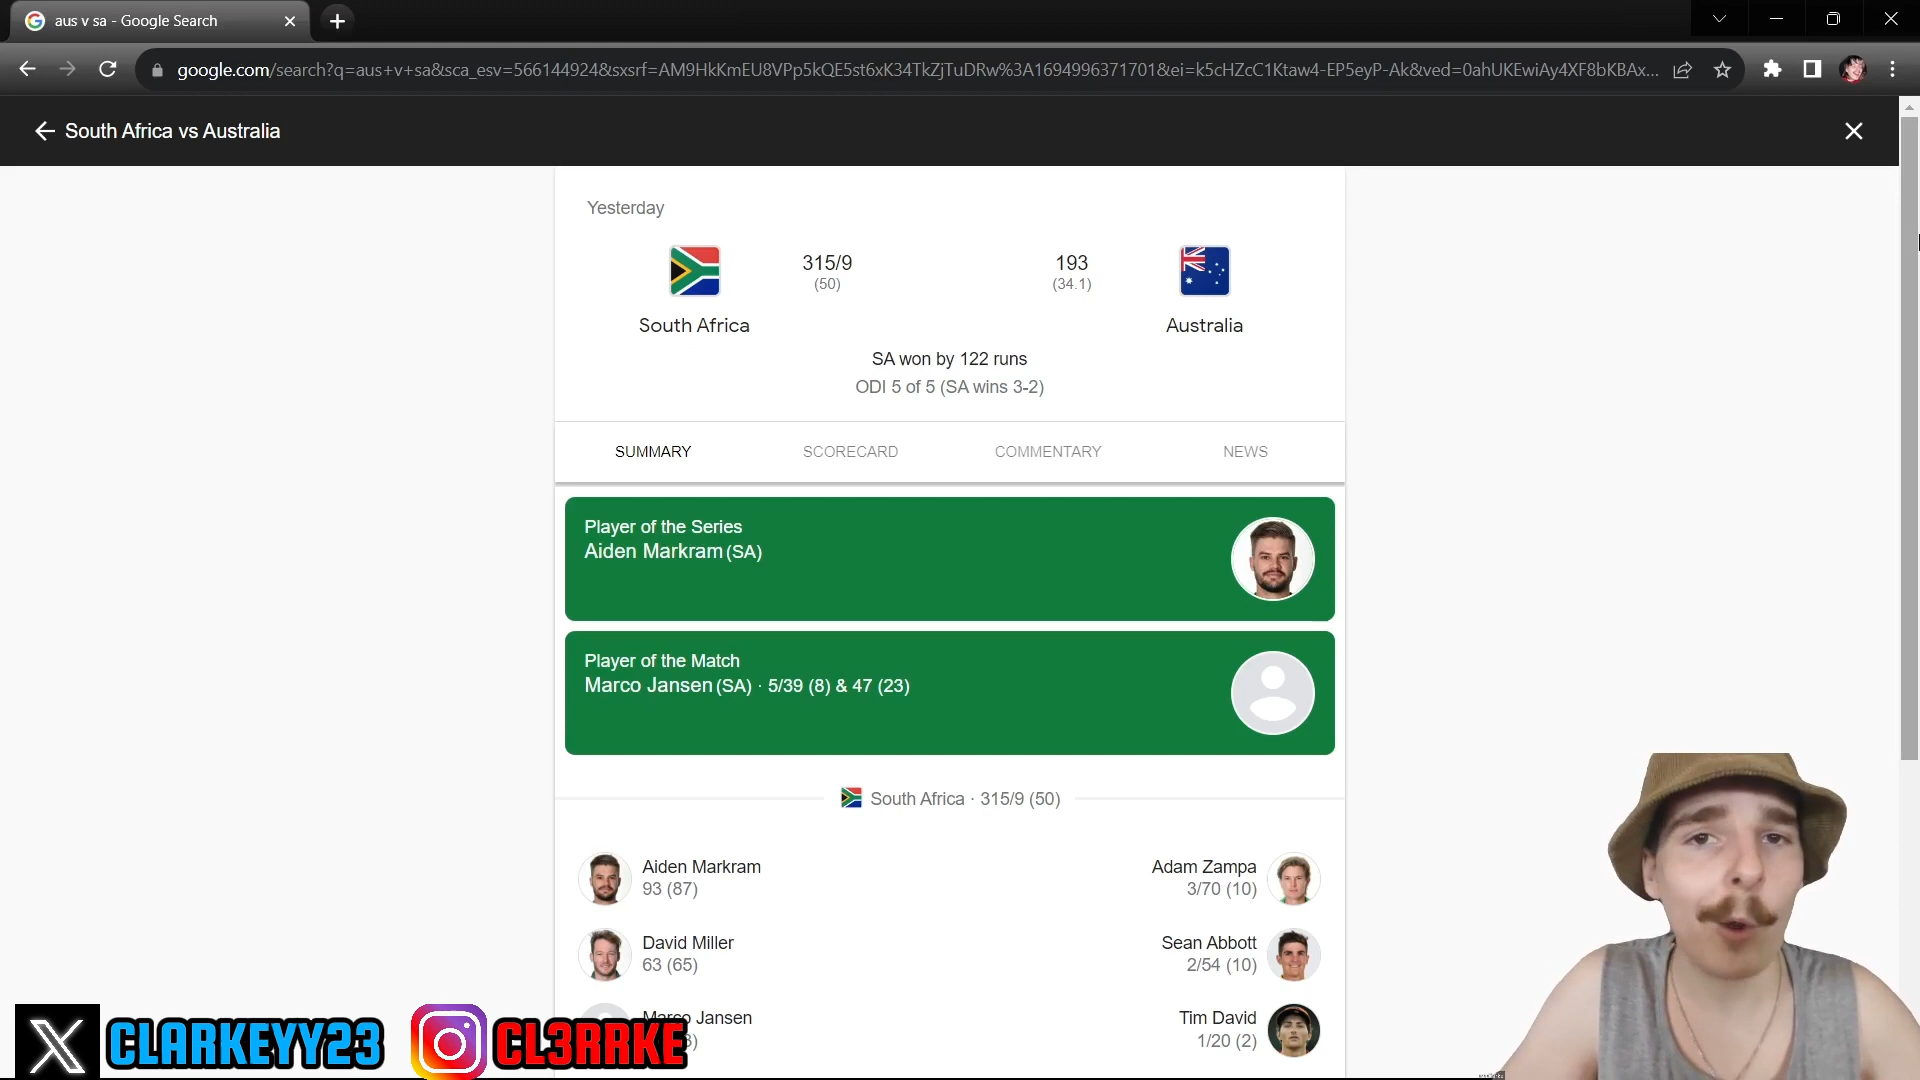 aus v sa - Google Search
google.com/search?q=aus+v+sa&sca_esv=566144924&sxsrf=AM9HkKmEU8VPp5kQE5st6xK34TkZjTuDRw%3A1694996371701&ei=k5cHZcC1Ktaw4-EP5eyP-Ak&ved=0ahUKEwiAy4XF8bKBAx...
South Africa vs Australia
Yesterday
315/9
193
(50)
(34.1)
South Africa
Australia
SA won by 122 runs
ODI 5 of 5 (SA wins 3-2)
SUMMARY
SCORECARD
COMMENTARY
NEWS
Player of the Series
Aiden Markram (SA)
Player of the Match
Marco Jansen (SA) · 5/39 (8) & 47 (23)
South Africa · 315/9 (50)
Aiden Markram
93 (87)
Adam Zampa
3/70 (10)
David Miller
63 (65)
Sean Abbott
2/54 (10)
Marco Jansen
Tim David
1/20 (2)
CLARKEYY23
CL3RRKE